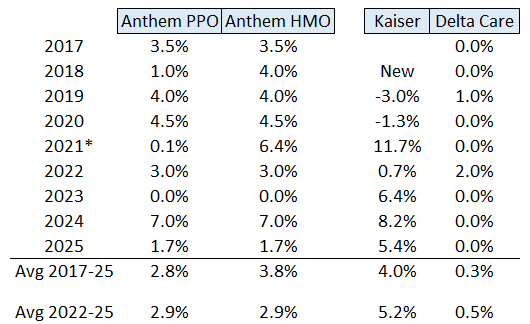 Anthem PPO Anthem HMO Kaiser Delta Care
2017 3.5% 3.5% 0.0%
2018 1.0% 4.0% New 0.0%
2019 4.0% 4.0% -3.0% 1.0%
2020 4.5% 4.5% -1.3% 0.0%
2021* 0.1% 6.4% 11.7% 0.0%
2022 3.0% 3.0% 0.7% 2.0%
2023 0.0% 0.0% 6.4% 0.0%
2024 7.0% 7.0% 8.2% 0.0%
2025 1.7% 1.7% 5.4% 0.0%
Avg 2017-25 2.8% 3.8% 4.0% 0.3%
Avg 2022-25 2.9% 2.9% 5.2% 0.5%